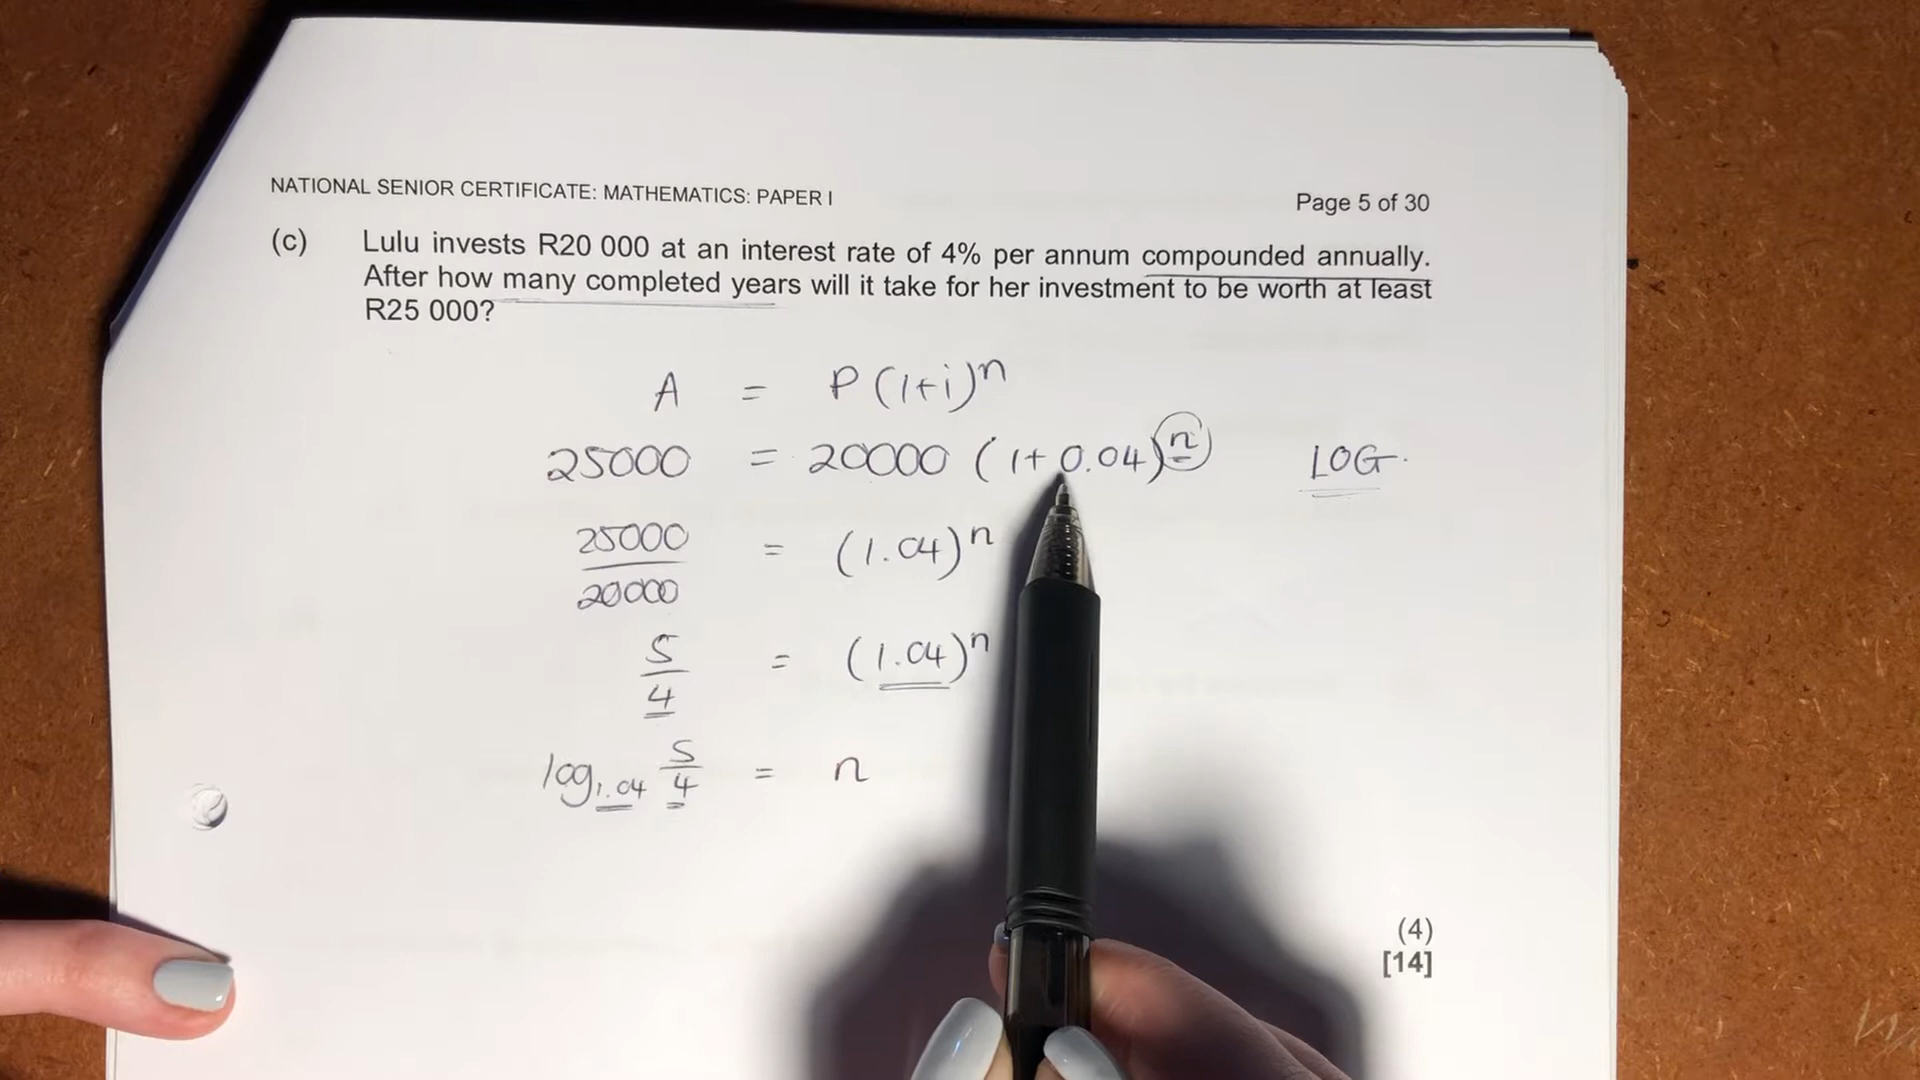 NATIONAL SENIOR CERTIFICATE: MATHEMATICS: PAPER I Page 5 of 30
(c) Lulu invests R20 000 at an interest rate of 4% per annum compounded annually.
After how many completed years will it take for her investment to be worth at least
R25 000?
A = P(1+i)^n
25000 = 20000 (1+0.04)^n LOG.
25000/20000 = (1.04)^n
5/4 = (1.04)^n
log_1.04 5/4 = n
(4)
[14]